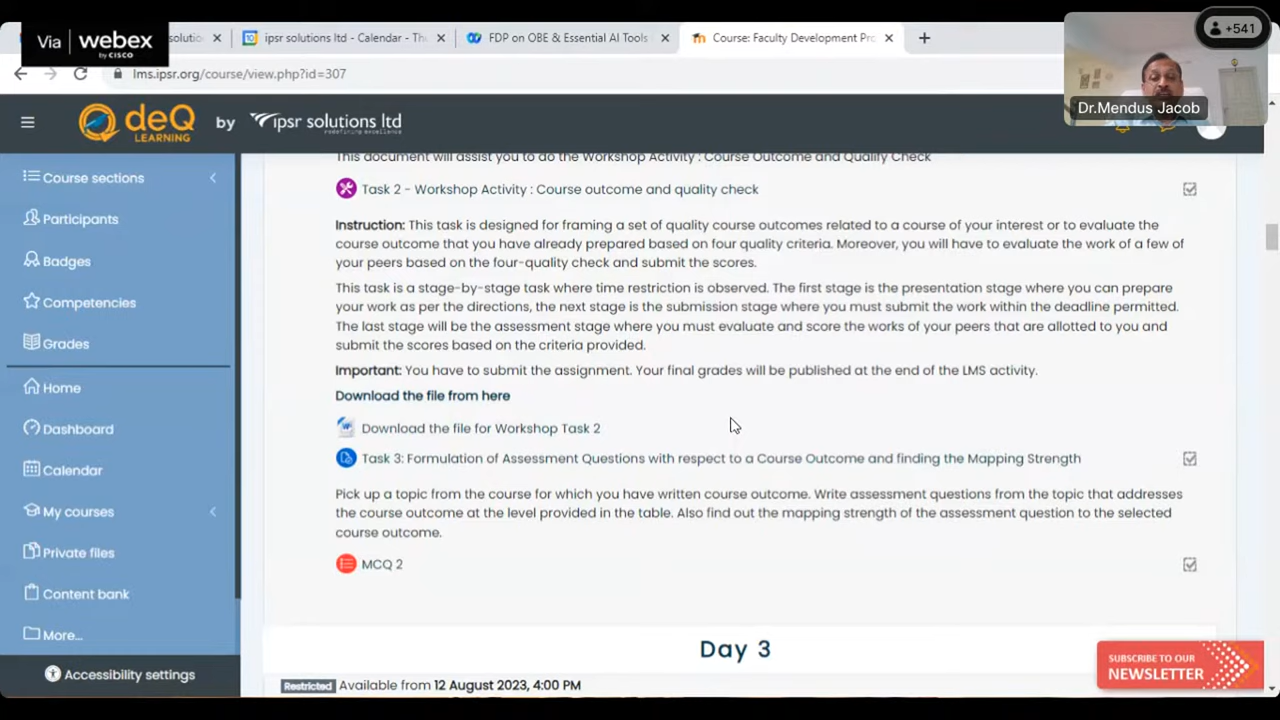 Via webex
by CISCO
solutio
ipsr solutions ltd - Calendar - Th
FDP on OBE & Essential AI Tools
Course: Faculty Development Pro
+541
lms.ipsr.org/course/view.php?id=307
Dr.Mendus Jacob
deQ
LEARNING
by
ipsr solutions ltd
redefining excellence
Course sections
Participants
Badges
Competencies
Grades
Home
Dashboard
Calendar
My courses
Private files
Content bank
More...
Accessibility settings
This document will assist you to do the Workshop Activity : Course Outcome and Qualify Check
Task 2 - Workshop Activity : Course outcome and quality check
Instruction: This task is designed for framing a set of quality course outcomes related to a course of your interest or to evaluate the
course outcome that you have already prepared based on four quality criteria. Moreover, you will have to evaluate the work of a few of
your peers based on the four-quality check and submit the scores.
This task is a stage-by-stage task where time restriction is observed. The first stage is the presentation stage where you can prepare
your work as per the directions, the next stage is the submission stage where you must submit the work within the deadline permitted.
The last stage will be the assessment stage where you must evaluate and score the works of your peers that are allotted to you and
submit the scores based on the criteria provided.
Important: You have to submit the assignment. Your final grades will be published at the end of the LMS activity.
Download the file from here
Download the file for Workshop Task 2
Task 3: Formulation of Assessment Questions with respect to a Course Outcome and finding the Mapping Strength
Pick up a topic from the course for which you have written course outcome. Write assessment questions from the topic that addresses
the course outcome at the level provided in the table. Also find out the mapping strength of the assessment question to the selected
course outcome.
MCQ 2
Day 3
Restricted Available from 12 August 2023, 4:00 PM
SUBSCRIBE TO OUR
NEWSLETTER